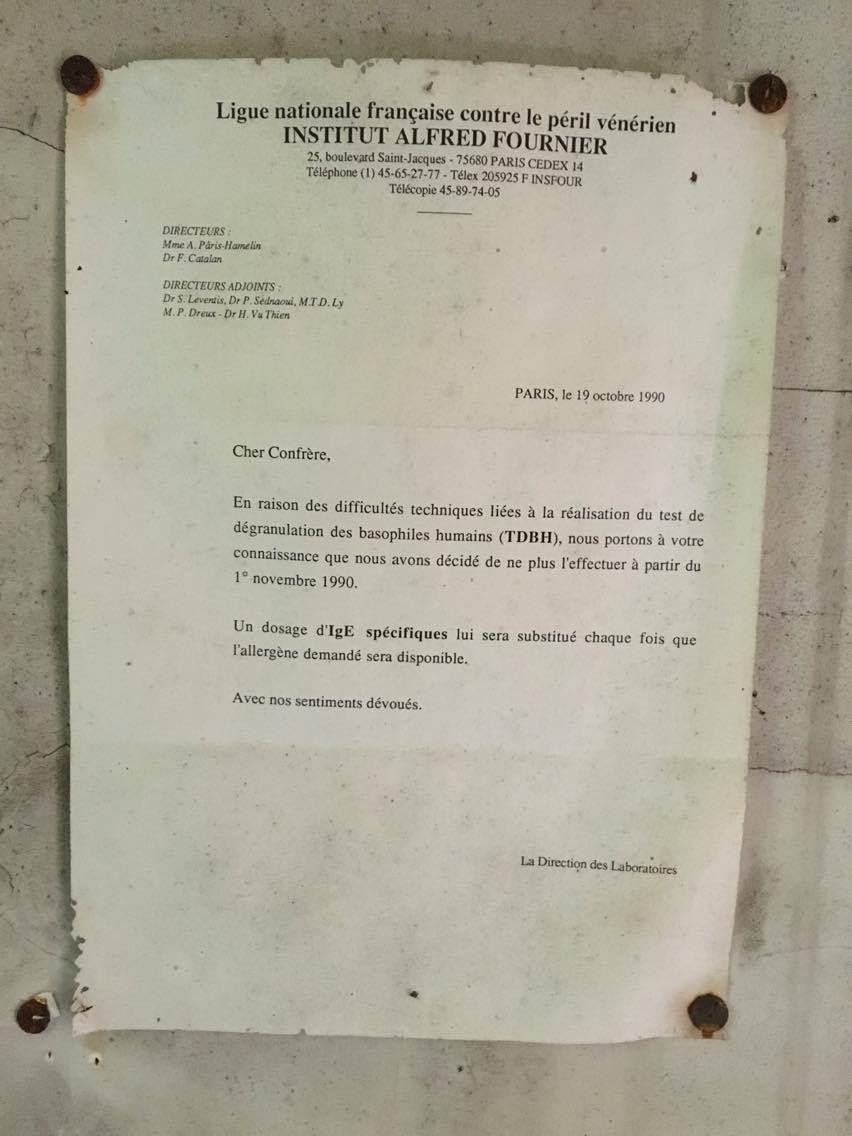 Ligue nationale française contre le péril vénérien
INSTITUT ALFRED FOURNIER
25, boulevard Saint-Jacques - 75680 PARIS CEDEX 14
Téléphone (1) 45-65-27-77 - Télex 205925 F INSFOUR
Télécopie 45-89-74-05
DIRECTEURS :
Mme A. Pâris-Hamelin
Dr F. Catalan
DIRECTEURS ADJOINTS :
Dr S. Leventis, Dr P. Sednaoui, M.T.D. Ly
M. P. Dreux - Dr H. Vu Thien
PARIS, le 19 octobre 1990
Cher Confrère,
En raison des difficultés techniques liées à la réalisation du test de
dégranulation des basophiles humains (TDBH), nous portons à votre
connaissance que nous avons décidé de ne plus l'effectuer à partir du
1° novembre 1990.
Un dosage d'IgE spécifiques lui sera substitué chaque fois que
l'allergène demandé sera disponible.
Avec nos sentiments dévoués.
La Direction des Laboratoires